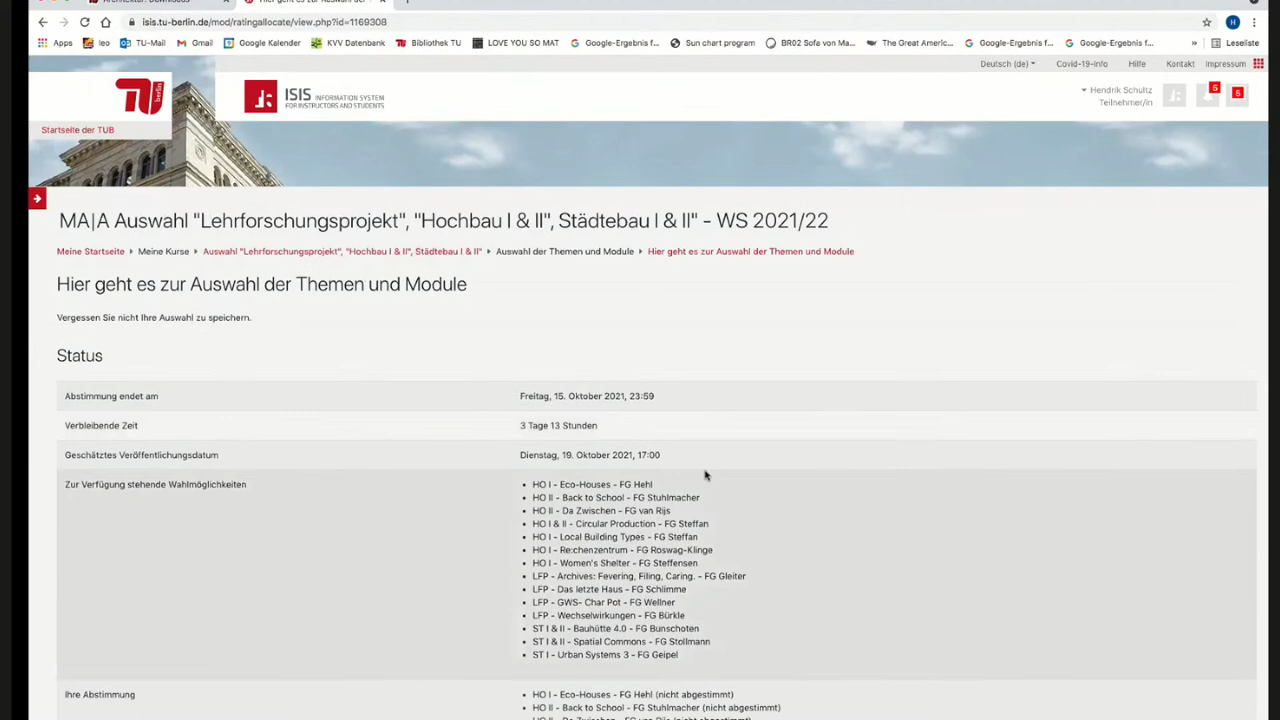 isis.tu-berlin.de/mod/ratingallocate/view.php?id=1169308
H
Apps leo TU-Mail Gmail Google Kalender KVV Datenbank Bibliothek TU LOVE YOU SO MAT Google-Ergebnis f... Sun chart program BR02 Sofa von Ma... The Great Americ... Google-Ergebnis f... Google-Ergebnis f... » Leseliste
Deutsch (de) Covid-19-Info Hilfe Kontakt Impressum
TU berlin
ISIS INFORMATION SYSTEM FOR INSTRUCTORS AND STUDENTS
Hendrik Schultz
Teilnehmer/in
5
5
Startseite der TUB
MA|A Auswahl "Lehrforschungsprojekt", "Hochbau I & II", Städtebau I & II" - WS 2021/22
Meine Startseite Meine Kurse Auswahl "Lehrforschungsprojekt", "Hochbau I & II", Städtebau I & II" Auswahl der Themen und Module Hier geht es zur Auswahl der Themen und Module
Hier geht es zur Auswahl der Themen und Module
Vergessen Sie nicht Ihre Auswahl zu speichern.
Status
Abstimmung endet am Freitag, 15. Oktober 2021, 23:59
Verbleibende Zeit 3 Tage 13 Stunden
Geschätztes Veröffentlichungsdatum Dienstag, 19. Oktober 2021, 17:00
Zur Verfügung stehende Wahlmöglichkeiten
• HO I - Eco-Houses - FG Hehl
• HO II - Back to School - FG Stuhlmacher
• HO II - Da Zwischen - FG van Rijs
• HO I & II - Circular Production - FG Steffan
• HO I - Local Building Types - FG Steffan
• HO I - Re:chenzentrum - FG Roswag-Klinge
• HO I - Women's Shelter - FG Steffensen
• LFP - Archives: Fevering, Filing, Caring. - FG Gleiter
• LFP - Das letzte Haus - FG Schlimme
• LFP - GWS- Char Pot - FG Wellner
• LFP - Wechselwirkungen - FG Bürkle
• ST I & II - Bauhütte 4.0 - FG Bunschoten
• ST I & II - Spatial Commons - FG Stollmann
• ST I - Urban Systems 3 - FG Geipel
Ihre Abstimmung
• HO I - Eco-Houses - FG Hehl (nicht abgestimmt)
• HO II - Back to School - FG Stuhlmacher (nicht abgestimmt)